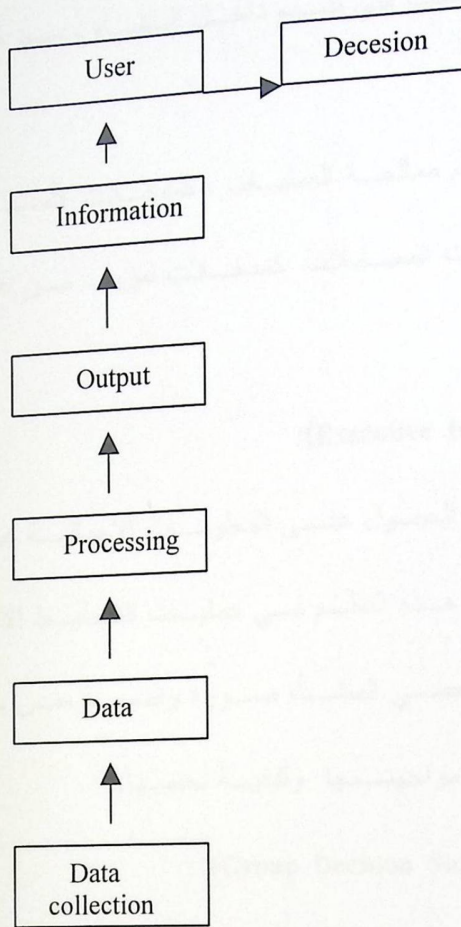 User
Decesion
Information
Output
Processing
Data
Data
collection